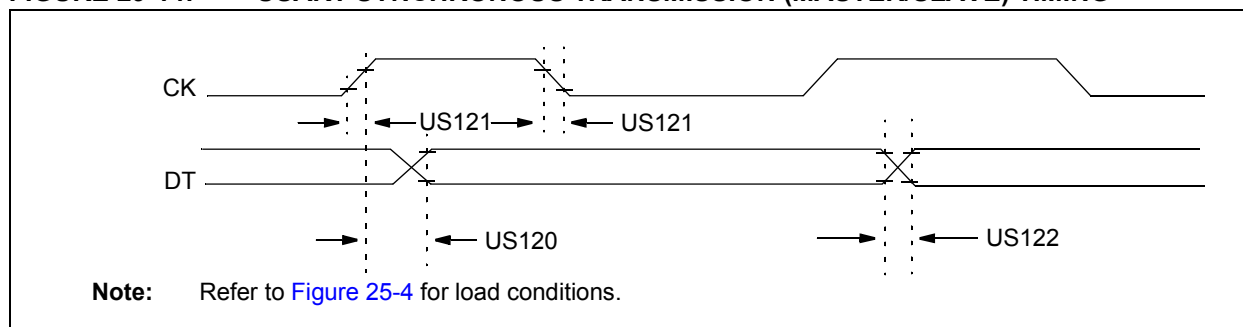 CK
US121 US121
DT
US120 US122
Note: Refer to Figure 25-4 for load conditions.